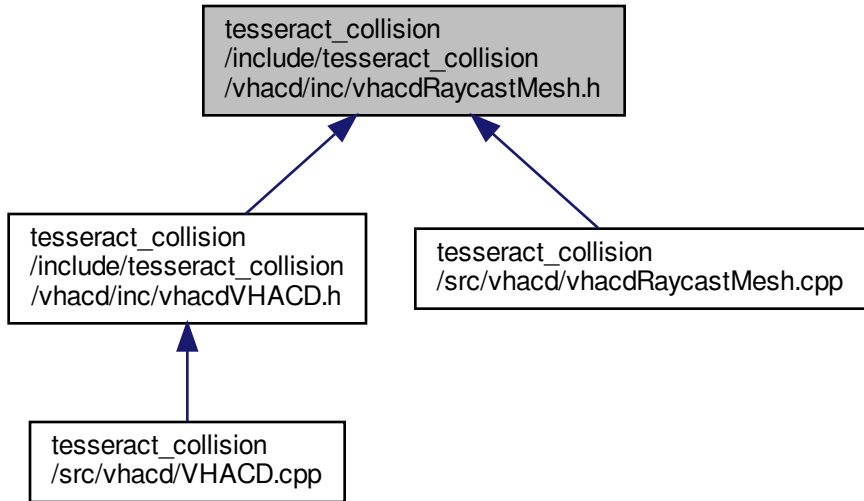 tesseract_collision
/include/tesseract_collision
/vhacd/inc/vhacdRaycastMesh.h
tesseract_collision
/include/tesseract_collision
/vhacd/inc/vhacdVHACD.h
tesseract_collision
/src/vhacd/vhacdRaycastMesh.cpp
tesseract_collision
/src/vhacd/VHACD.cpp